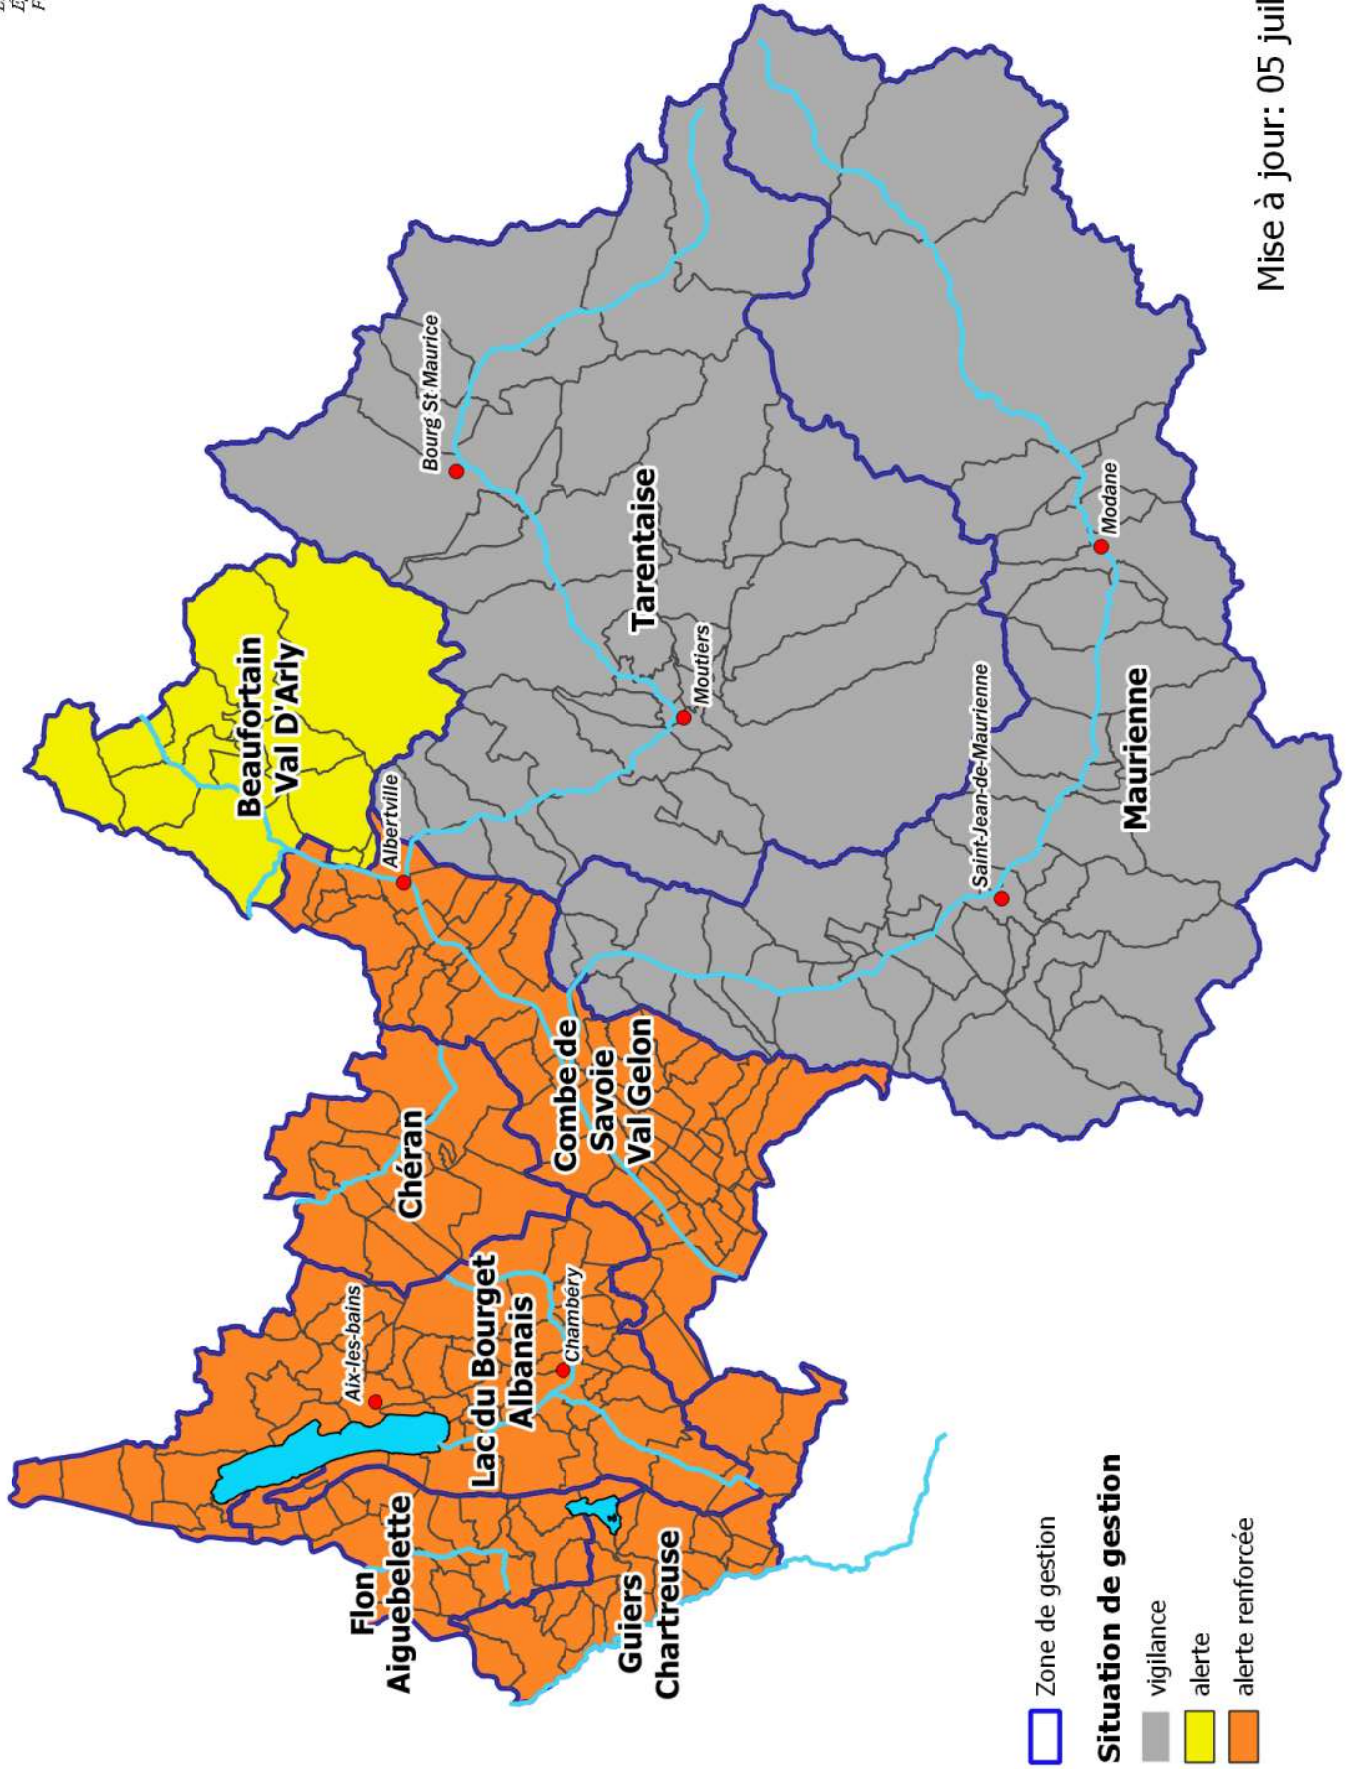 Beaufortain
Val D'Arly
Albertville
Bourg St Maurice
Tarentaise
Moutiers
Chéran
Aix-les-bains
Lac du Bourget
Albanais
Chambéry
Combe de
Savoie
Val Gelon
Flon
Aiguebelette
Guiers
Chartreuse
Saint-Jean-de-Maurienne
Modane
Maurienne
Zone de gestion
Situation de gestion
vigilance
alerte
alerte renforcée
Mise à jour: 05 juil